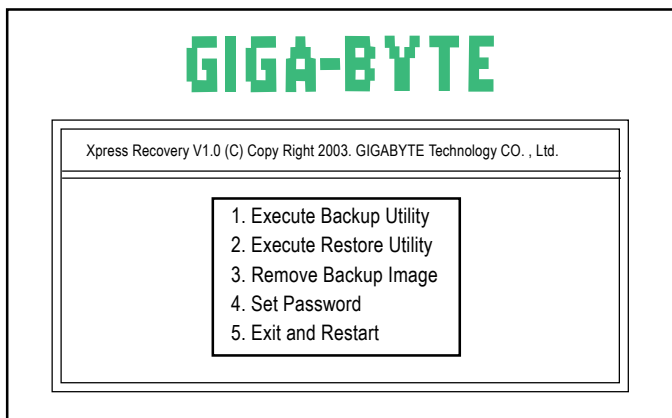 GIGA-BYTE
Xpress Recovery V1.0 (C) Copy Right 2003. GIGABYTE Technology CO. , Ltd.
1. Execute Backup Utility
2. Execute Restore Utility
3. Remove Backup Image
4. Set Password
5. Exit and Restart